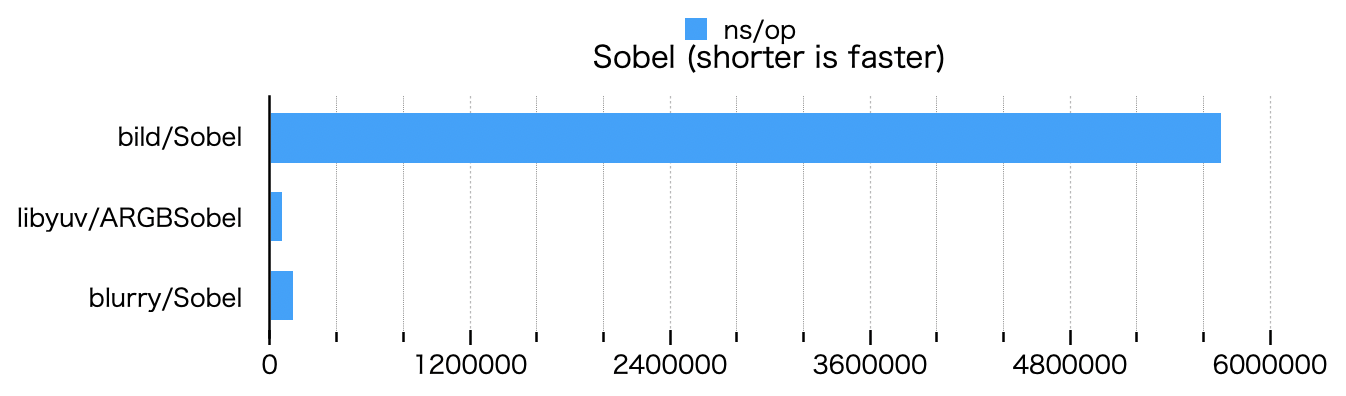 ns/op
Sobel (shorter is faster)
bild/Sobel
libyuv/ARGBSobel
blurry/Sobel
0 1200000 2400000 3600000 4800000 6000000